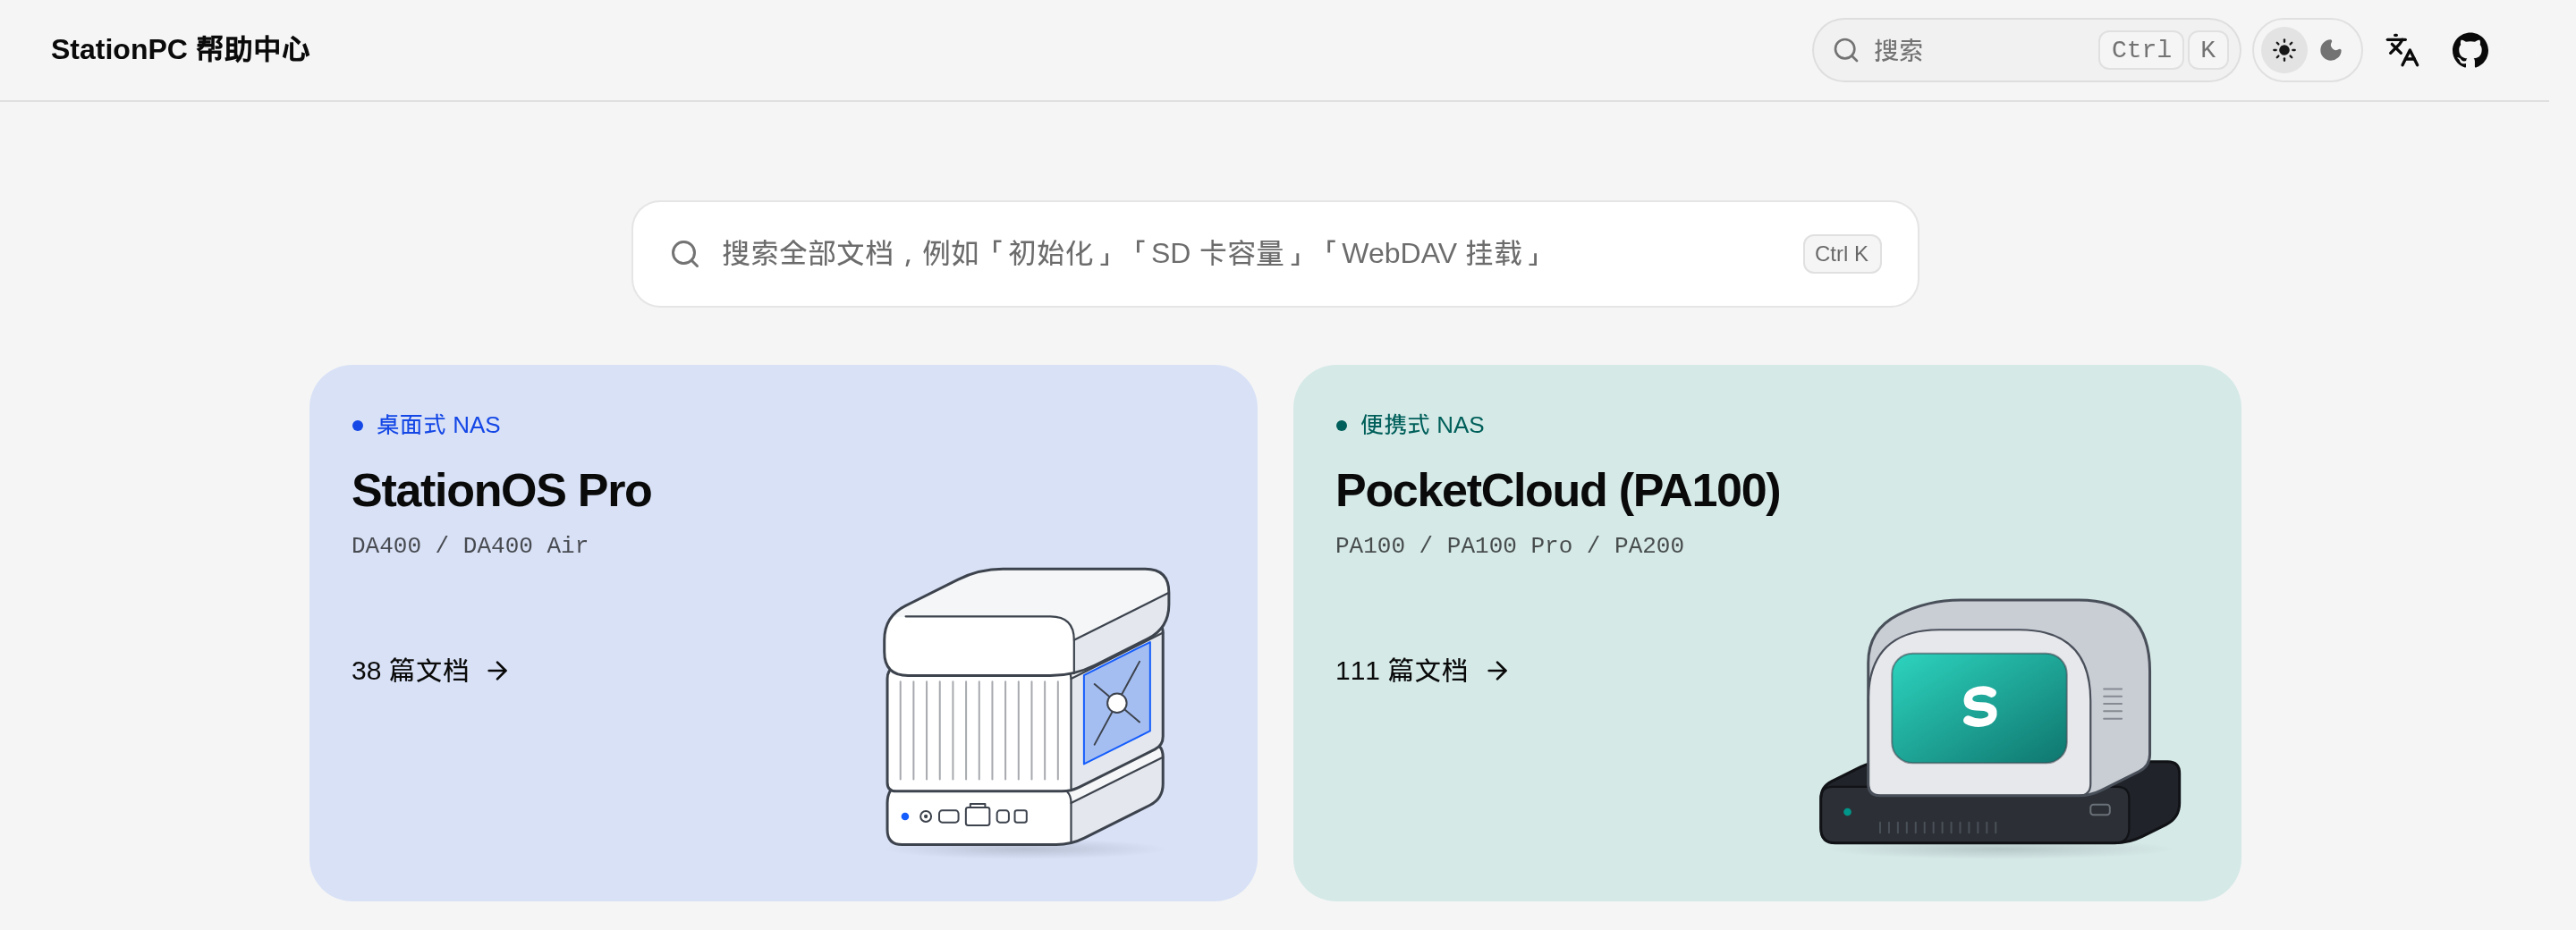 StationPC 帮助中心
搜索 Ctrl K
搜索全部文档，例如「初始化」「SD 卡容量」「WebDAV 挂载」 Ctrl K
桌面式 NAS
StationOS Pro
DA400 / DA400 Air
38 篇文档 →
便携式 NAS
PocketCloud (PA100)
PA100 / PA100 Pro / PA200
111 篇文档 →
S